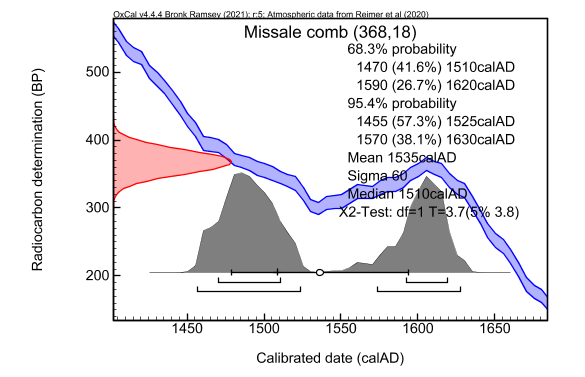 OxCal v4.4.4 Bronk Ramsey (2021); r:5; Atmospheric data from Reimer et al (2020)
Missale comb (368,18)
68.3% probability
1470 (41.6%) 1510calAD
1590 (26.7%) 1620calAD
95.4% probability
1455 (57.3%) 1525calAD
1570 (38.1%) 1630calAD
Mean 1535calAD
Sigma 60
Median 1510calAD
X2-Test: df=1 T=3.7(5% 3.8)
Radiocarbon determination (BP)
500
400
300
200
1450 1500 1550 1600 1650
Calibrated date (calAD)